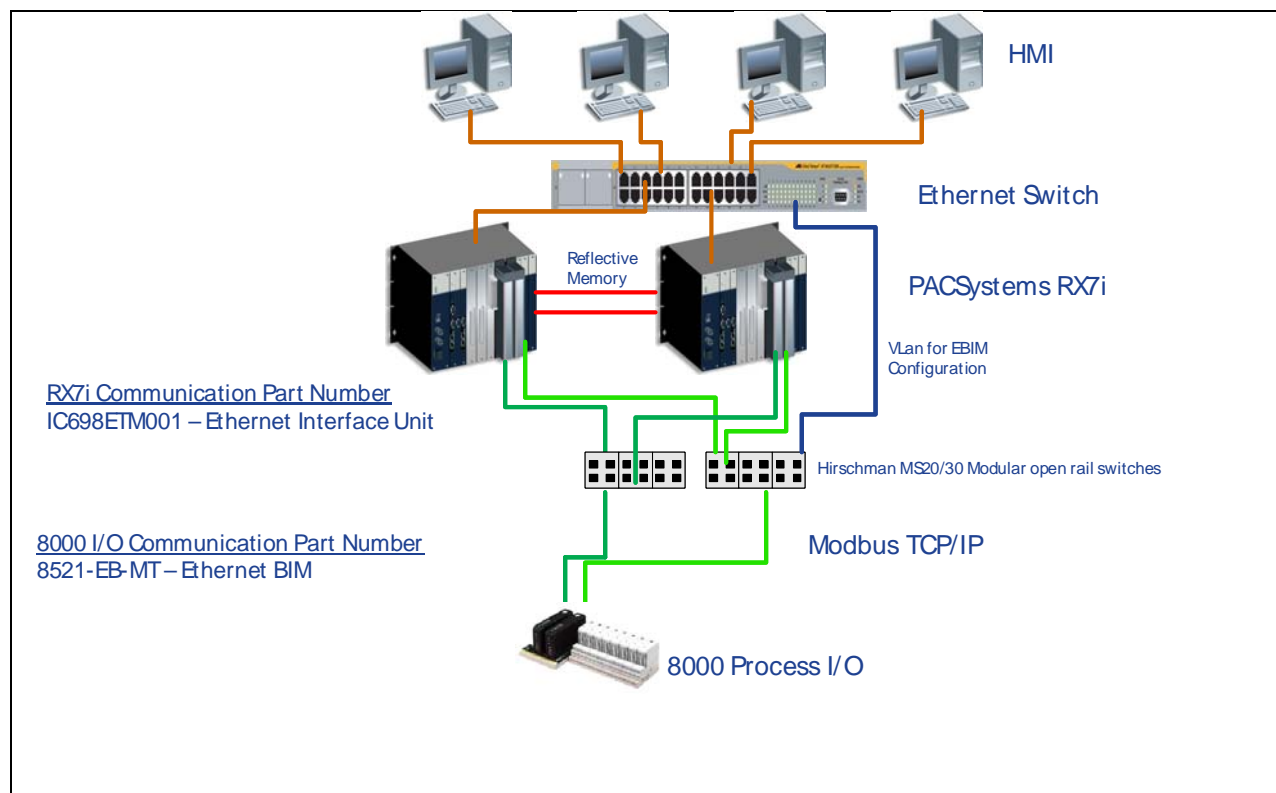 HMI
Ethernet Switch
Reflective
Memory
PACSystems RX7i
VLan for EBIM
Configuration
RX7i Communication Part Number
IC698ETM001 – Ethernet Interface Unit
Hirschman MS20/30 Modular open rail switches
8000 I/O Communication Part Number
8521-EB-MT – Ethernet BIM
Modbus TCP/IP
8000 Process I/O